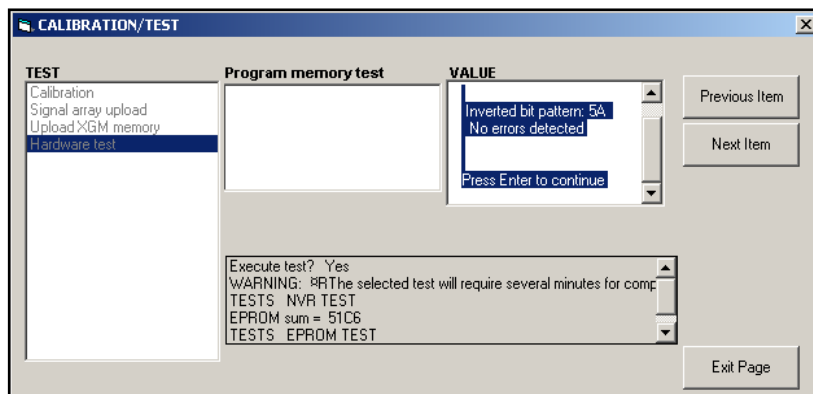 CALIBRATION/TEST
TEST
Calibration
Signal array upload
Upload XGM memory
Hardware test
Program memory test
VALUE
Inverted bit pattern: 5A
No errors detected
Press Enter to continue
Previous Item
Next Item
Execute test?  Yes
WARNING:  ¤RThe selected test will require several minutes for comp
TESTS  NVR TEST
EPROM sum =  51C6
TESTS  EPROM TEST
Exit Page